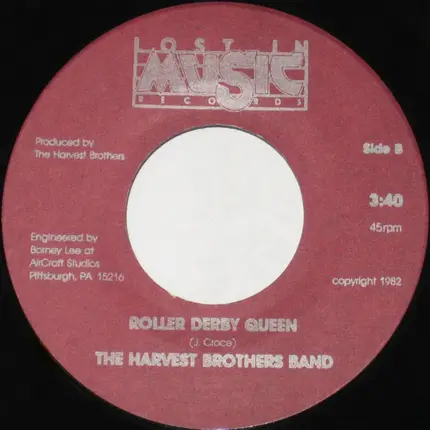 LOST IN
MUSIC
RECORDS
Produced by
The Harvest Brothers
Side B
3:40
45rpm
Engineered by
Barney Lee at
AirCraft Studios
Pittsburgh, PA 15216
copyright 1982
ROLLER DERBY QUEEN
(J. Croce)
THE HARVEST BROTHERS BAND